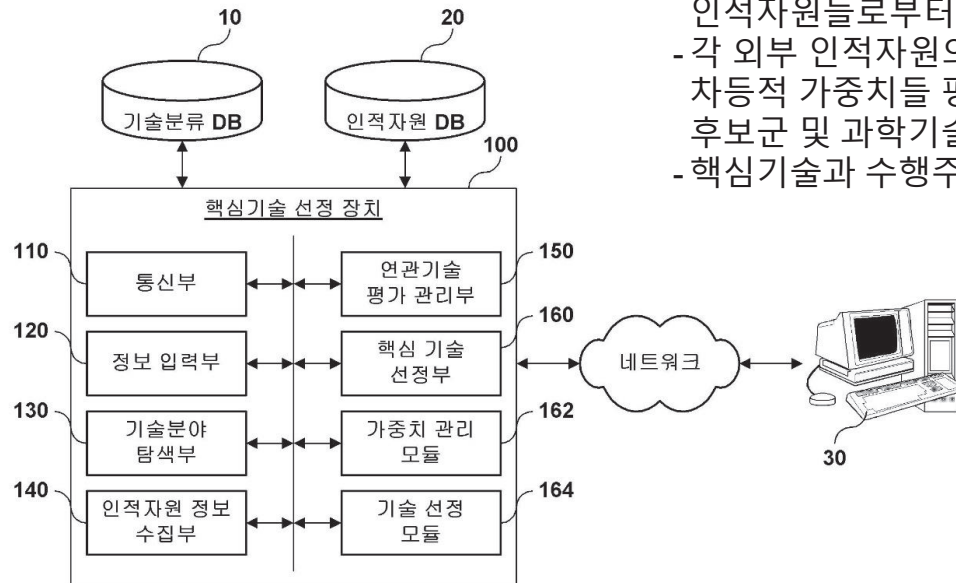 10
20
기술분류 DB
인적자원 DB
100
인적자원들로부터
- 각 외부 인적자원
차등적 가중치들
후보군 및 과학기
- 핵심기술과 수행
핵심기술 선정 장치
110
통신부
연관기술
평가 관리부
150
120
정보 입력부
핵심 기술
선정부
160
130
기술분야
탐색부
가중치 관리
모듈
162
140
인적자원 정보
수집부
기술 선정
모듈
164
네트워크
30